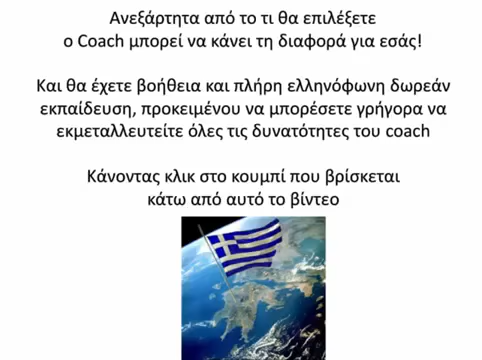 Ανεξάρτητα από το τι θα επιλέξετε
ο Coach μπορεί να κάνει τη διαφορά για εσάς!
Και θα έχετε βοήθεια και πλήρη ελληνόφωνη δωρεάν
εκπαίδευση, προκειμένου να μπορέσετε γρήγορα να
εκμεταλλευτείτε όλες τις δυνατότητες του coach
Κάνοντας κλικ στο κουμπί που βρίσκεται
κάτω από αυτό το βίντεο